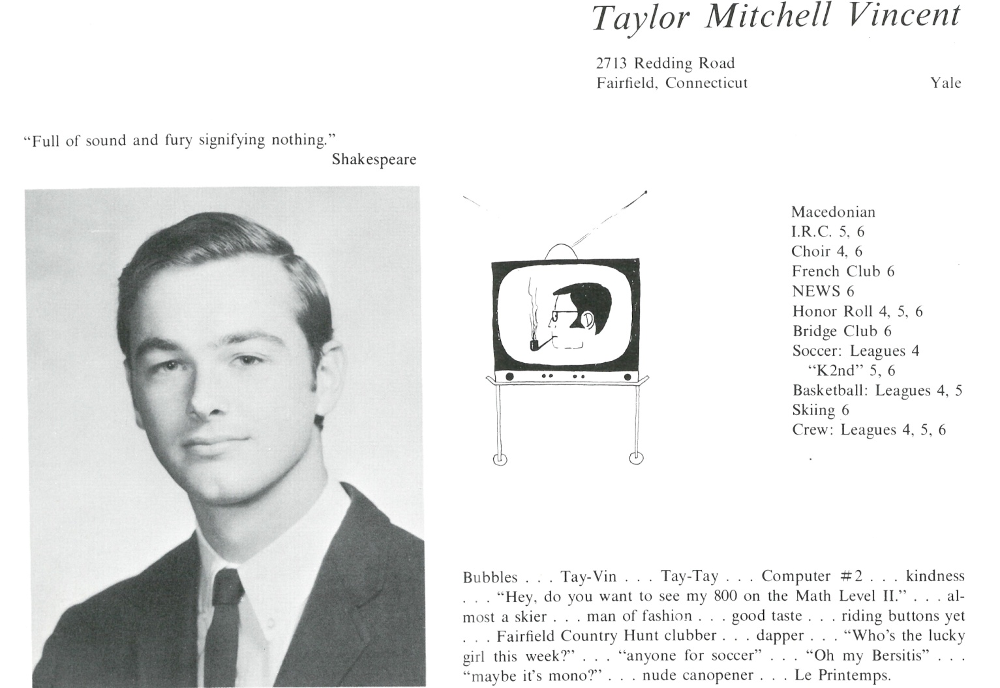 Taylor Mitchell Vincent
2713 Redding Road
Fairfield, Connecticut Yale
“Full of sound and fury signifying nothing.”
Shakespeare
Macedonian
I.R.C. 5, 6
Choir 4, 6
French Club 6
NEWS 6
Honor Roll 4, 5, 6
Bridge Club 6
Soccer: Leagues 4
“K2nd” 5, 6
Basketball: Leagues 4, 5
Skiing 6
Crew: Leagues 4, 5, 6
Bubbles . . . Tay-Vin . . . Tay-Tay . . . Computer #2 . . . kindness
. . . “Hey, do you want to see my 800 on the Math Level II.” . . . al-
most a skier . . . man of fashion . . . good taste . . . riding buttons yet
. . . Fairfield Country Hunt clubber . . . dapper . . . “Who's the lucky
girl this week?” . . . “anyone for soccer” . . . “Oh my Bersitis” . . .
“maybe it's mono?” . . . nude canopener . . . Le Printemps.